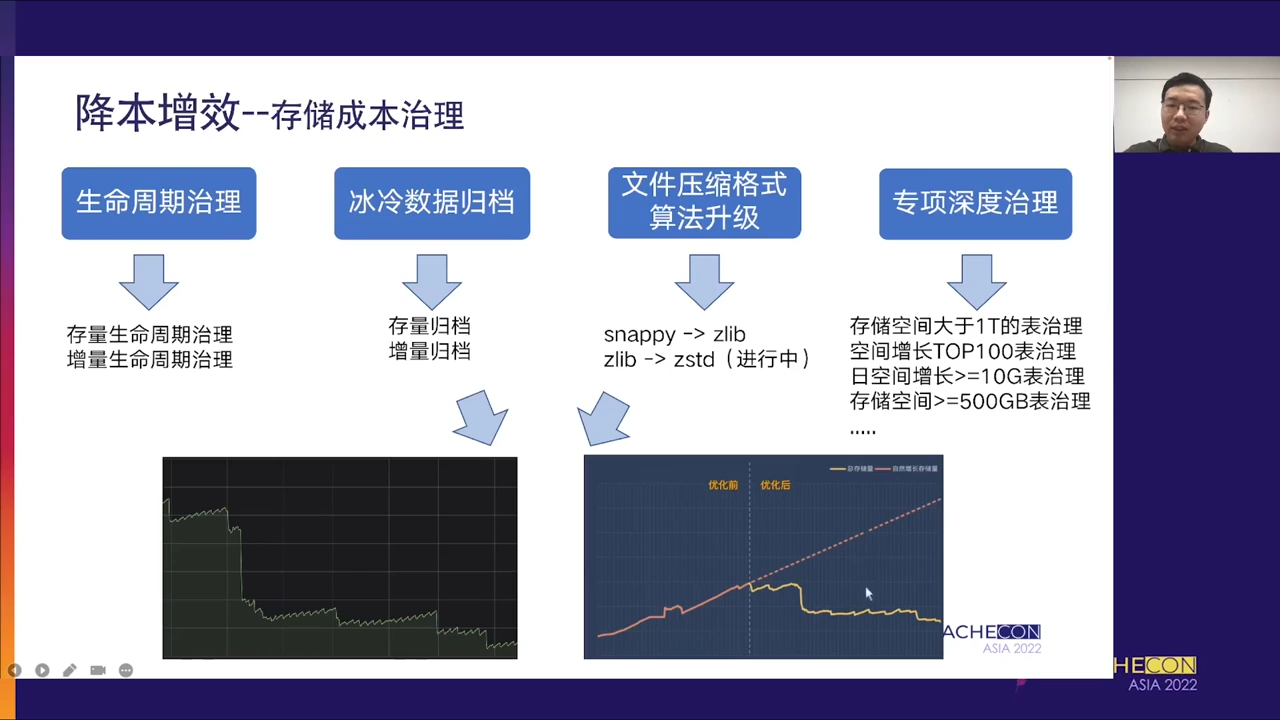 降本增效--存储成本治理
生命周期治理
冰冷数据归档
文件压缩格式
算法升级
专项深度治理
存量生命周期治理
增量生命周期治理
存量归档
增量归档
snappy -> zlib
zlib -> zstd（进行中）
存储空间大于1T的表治理
空间增长TOP100表治理
日空间增长>=10G表治理
存储空间>=500GB表治理
.....
总存储量
自然增长存储量
优化前
优化后
ACHECON
ASIA 2022
HECON
ASIA 2022